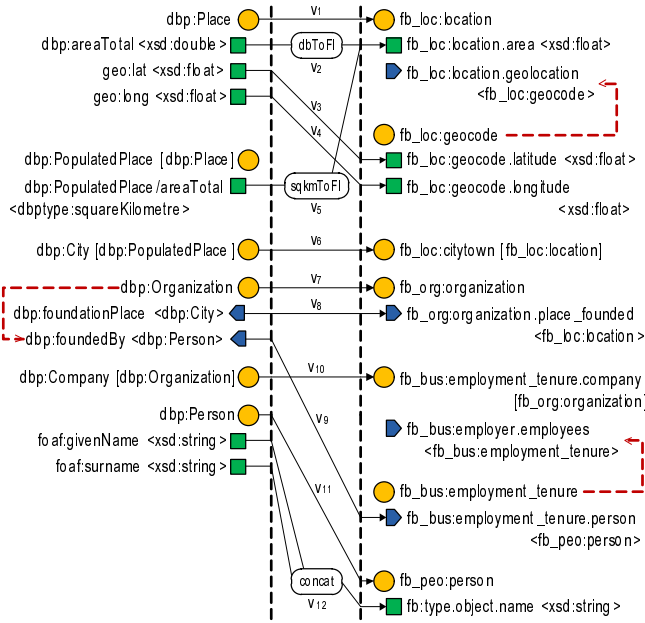 dbp:Place v1 fb_loc:location
dbp:areaTotal <xsd:double> dbToFl fb_loc:location.area <xsd:float>
v2
geo:lat <xsd:float> fb_loc:location.geolocation
<fb_loc:geocode>
geo:long <xsd:float> v3
v4 fb_loc:geocode
dbp:PopulatedPlace [dbp:Place] fb_loc:geocode.latitude <xsd:float>
dbp:PopulatedPlace/areaTotal sqkmToFl fb_loc:geocode.longitude
<dbptype:squareKilometre> v5 <xsd:float>
dbp:City [dbp:PopulatedPlace] v6 fb_loc:citytown [fb_loc:location]
dbp:Organization v7 fb_org:organization
dbp:foundationPlace <dbp:City> v8 fb_org:organization.place_founded
<fb_loc:location>
dbp:foundedBy <dbp:Person>
dbp:Company [dbp:Organization] v10 fb_bus:employment_tenure.company
[fb_org:organization]
dbp:Person v9
fb_bus:employer.employees
foaf:givenName <xsd:string> <fb_bus:employment_tenure>
foaf:surname <xsd:string>
v11 fb_bus:employment_tenure
fb_bus:employment_tenure.person
<fb_peo:person>
concat fb_peo:person
v12 fb:type.object.name <xsd:string>